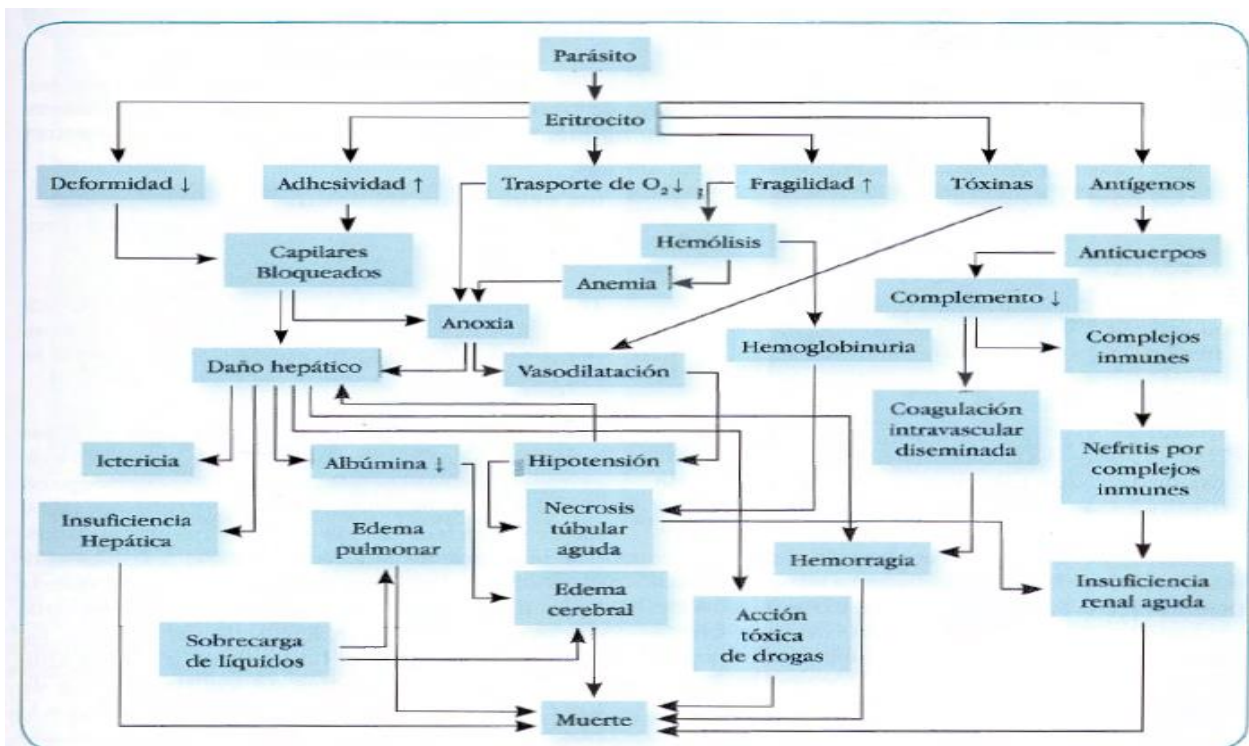 Parásito
Eritrocito
Deformidad ↓
Adhesividad ↑
Trasporte de O₂ ↓
Fragilidad ↑
Tóxinas
Antígenos
Capilares
Bloqueados
Hemólisis
Anticuerpos
Anemia
Complemento ↓
Anoxia
Hemoglobinuria
Complejos
inmunes
Daño hepático
Vasodilatación
Coagulación
intravascular
diseminada
Ictericia
Albúmina ↓
Hipotensión
Nefritis por
complejos
inmunes
Insuficiencia
Hepática
Edema
pulmonar
Necrosis
túbular
aguda
Hemorragia
Edema
cerebral
Insuficiencia
renal aguda
Acción
tóxica
de drogas
Sobrecarga
de líquidos
Muerte